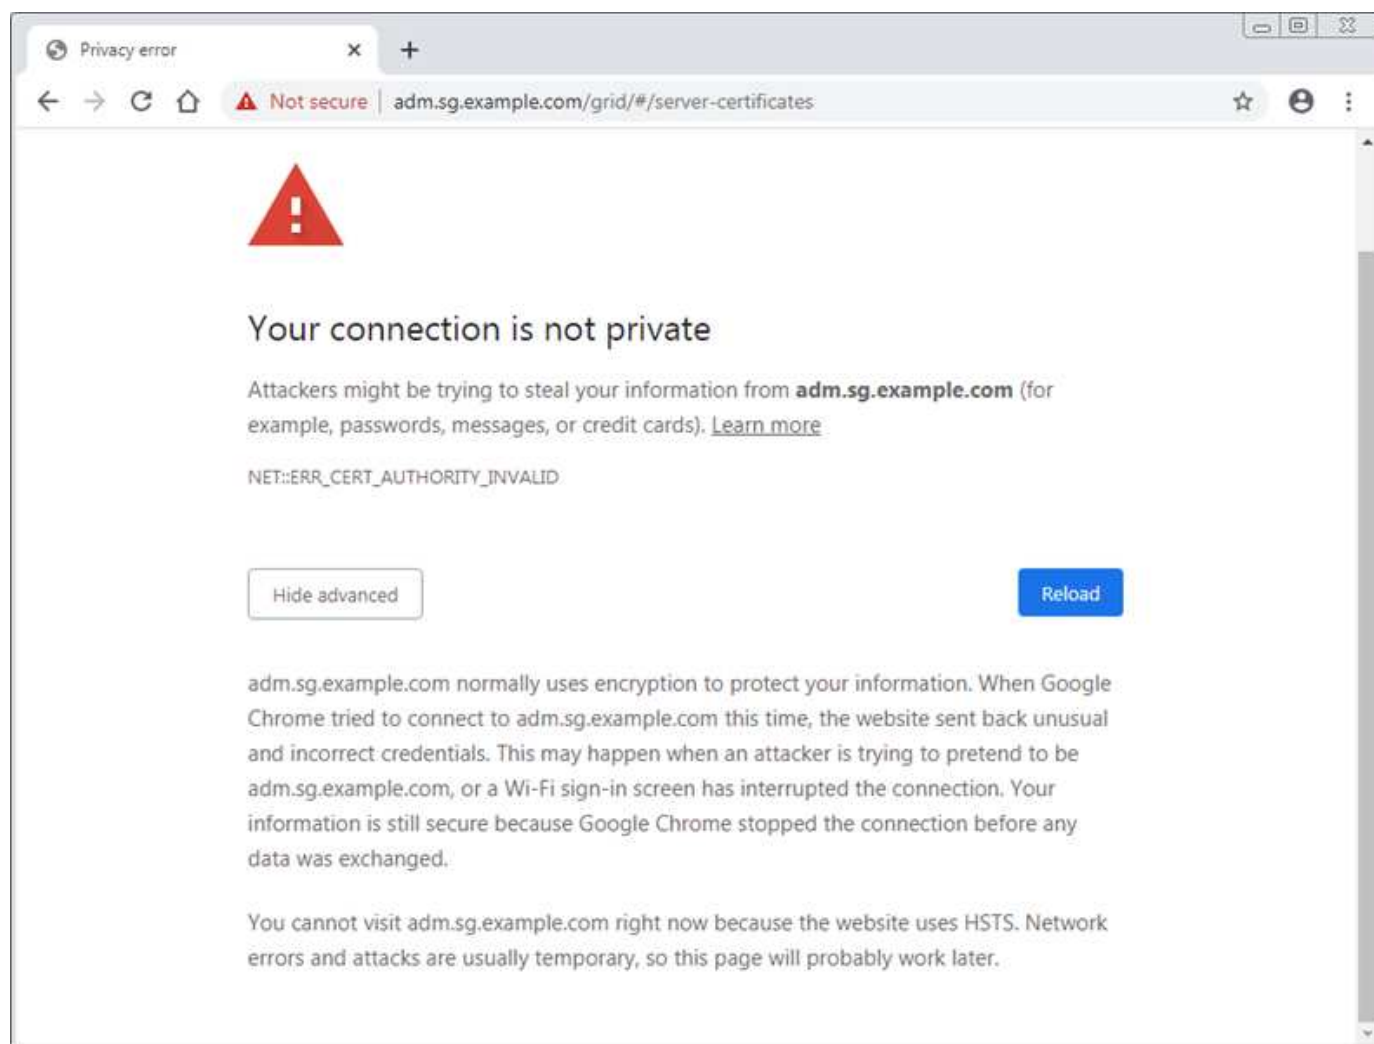 Privacy error
Not secure | adm.sg.example.com/grid/#/server-certificates
Your connection is not private
Attackers might be trying to steal your information from adm.sg.example.com (for
example, passwords, messages, or credit cards). Learn more
NET::ERR_CERT_AUTHORITY_INVALID
Hide advanced
Reload
adm.sg.example.com normally uses encryption to protect your information. When Google
Chrome tried to connect to adm.sg.example.com this time, the website sent back unusual
and incorrect credentials. This may happen when an attacker is trying to pretend to be
adm.sg.example.com, or a Wi-Fi sign-in screen has interrupted the connection. Your
information is still secure because Google Chrome stopped the connection before any
data was exchanged.
You cannot visit adm.sg.example.com right now because the website uses HSTS. Network
errors and attacks are usually temporary, so this page will probably work later.